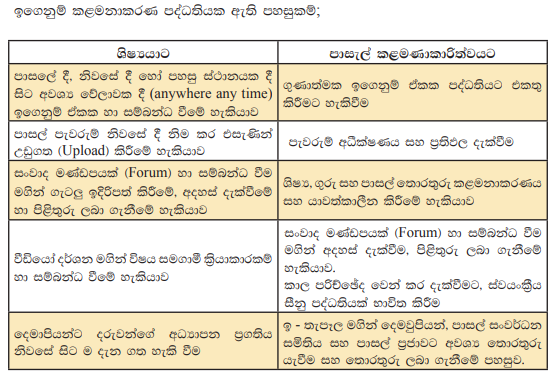 ඉගෙනුම් කළමනාකරණ පද්ධතියක ඇති පහසුකම්;
ශිෂ්‍යයාට
පාසැල් කළමණාකාරිත්වයට
පාසලේ දී, නිවසේ දී හෝ පහසු ස්ථානයක දී
සිට අවශ්‍ය වේලාවක දී (anywhere any time)
ඉගෙනුම් ඒකක හා සම්බන්ධ වීමේ හැකියාව
ගුණාත්මක ඉගෙනුම් ඒකක පද්ධතියට එකතු
කිරීමට හැකිවීම
පාසල් පැවරුම් නිවසේ දී නිම කර එසැණින්
උඩුගත (Upload) කිරීමේ හැකියාව
පැවරුම් අධීක්ෂණය සහ ප්‍රතිඵල දැක්වීම
සංවාද මණ්ඩපයක් (Forum) හා සම්බන්ධ වීම
මගින් ගැටලු ඉදිරිපත් කිරීමේ, අදහස් දැක්වීමේ
හා පිළිතුරු ලබා ගැනීමේ හැකියාව
ශිෂ්‍ය, ගුරු සහ පාසල් තොරතුරු කළමනාකරණය
සහ යාවත්කාලීන කිරීමේ හැකියාව
වීඩියෝ දර්ශන මගින් විෂය සමගාමී ක්‍රියාකාරකම්
හා සම්බන්ධ වීමේ හැකියාව
සංවාද මණ්ඩපයක් (Forum) හා සම්බන්ධ වීම
මගින් අදහස් දැක්වීම, පිළිතුරු ලබා ගැනීමේ
හැකියාව.
කාල පරිච්ඡේද වෙන් කර දැක්වීමට, ස්වයංක්‍රීය
සීනු පද්ධතියක් භාවිත කිරීම
දෙමාපියන්ට දරුවන්ගේ අධ්‍යාපන ප්‍රගතිය
නිවසේ සිට ම දැන ගත හැකි වීම
ඉ - තැපෑල මගින් දෙමවුපියන්, පාසල් සංවර්ධන
සමිතිය සහ පාසල් ප්‍රජාවට අවශ්‍ය තොරතුරු
යැවීම සහ තොරතුරු ලබා ගැනීමේ පහසුව.